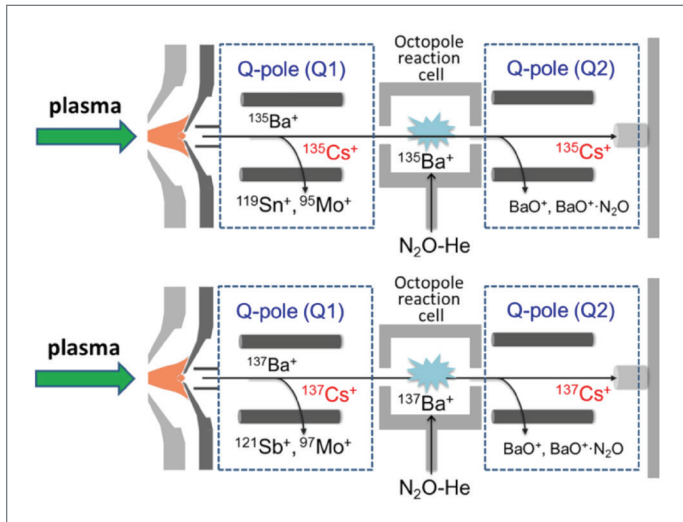 Octopole
reaction
cell
Q-pole (Q1)
Q-pole (Q2)
plasma
¹³⁵Ba⁺
¹³⁵Cs⁺
¹³⁵Ba⁺
¹³⁵Cs⁺
¹¹⁹Sn⁺, ⁹⁵Mo⁺
BaO⁺, BaO⁺·N₂O
N₂O-He
Octopole
reaction
cell
Q-pole (Q1)
Q-pole (Q2)
plasma
¹³⁷Ba⁺
¹³⁷Cs⁺
¹³⁷Ba⁺
¹³⁷Cs⁺
¹²¹Sb⁺, ⁹⁷Mo⁺
BaO⁺, BaO⁺·N₂O
N₂O-He